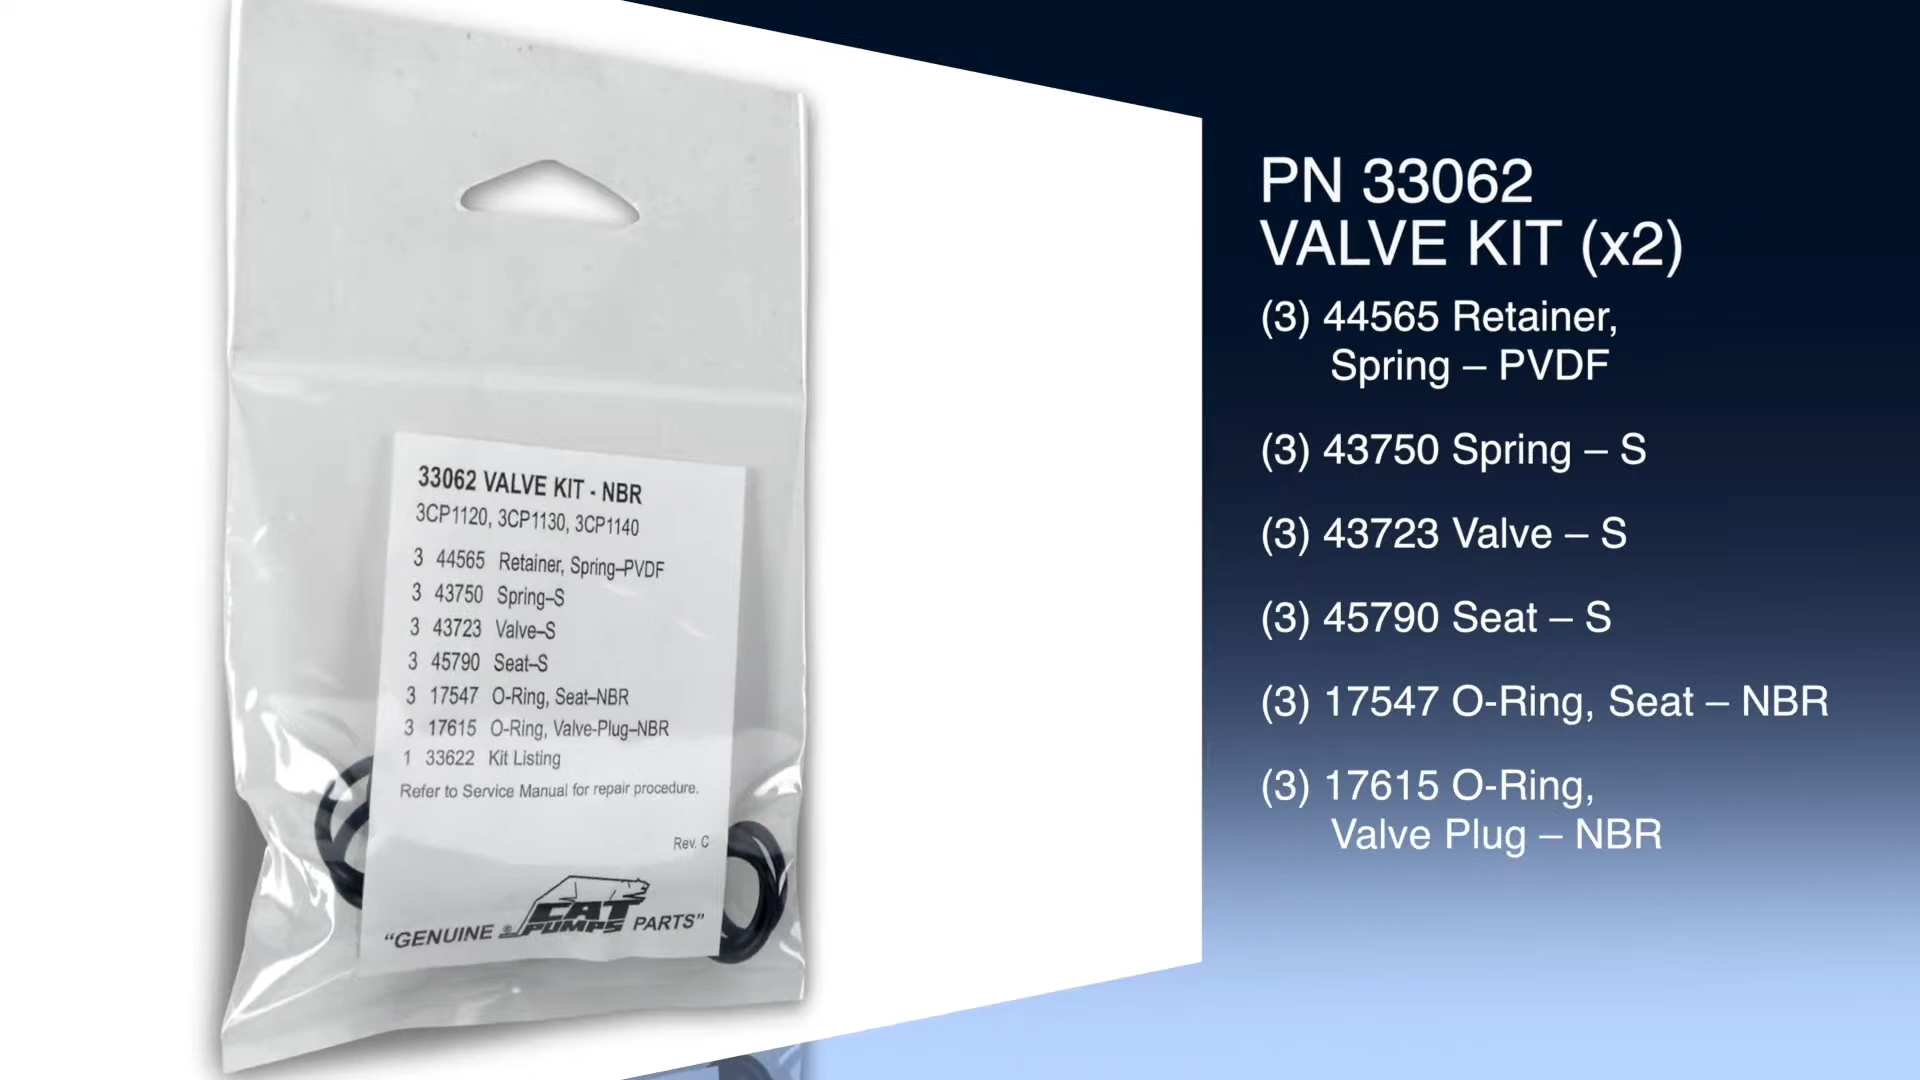 33062 VALVE KIT - NBR
3CP1120, 3CP1130, 3CP1140
3 44565 Retainer, Spring–PVDF
3 43750 Spring–S
3 43723 Valve–S
3 45790 Seat–S
3 17547 O-Ring, Seat–NBR
3 17615 O-Ring, Valve-Plug–NBR
1 33622 Kit Listing
Refer to Service Manual for repair procedure.
Rev. C
“GENUINE ® CAT PUMPS PARTS”
PN 33062
VALVE KIT (x2)
(3) 44565 Retainer,
Spring – PVDF
(3) 43750 Spring – S
(3) 43723 Valve – S
(3) 45790 Seat – S
(3) 17547 O-Ring, Seat – NBR
(3) 17615 O-Ring,
Valve Plug – NBR